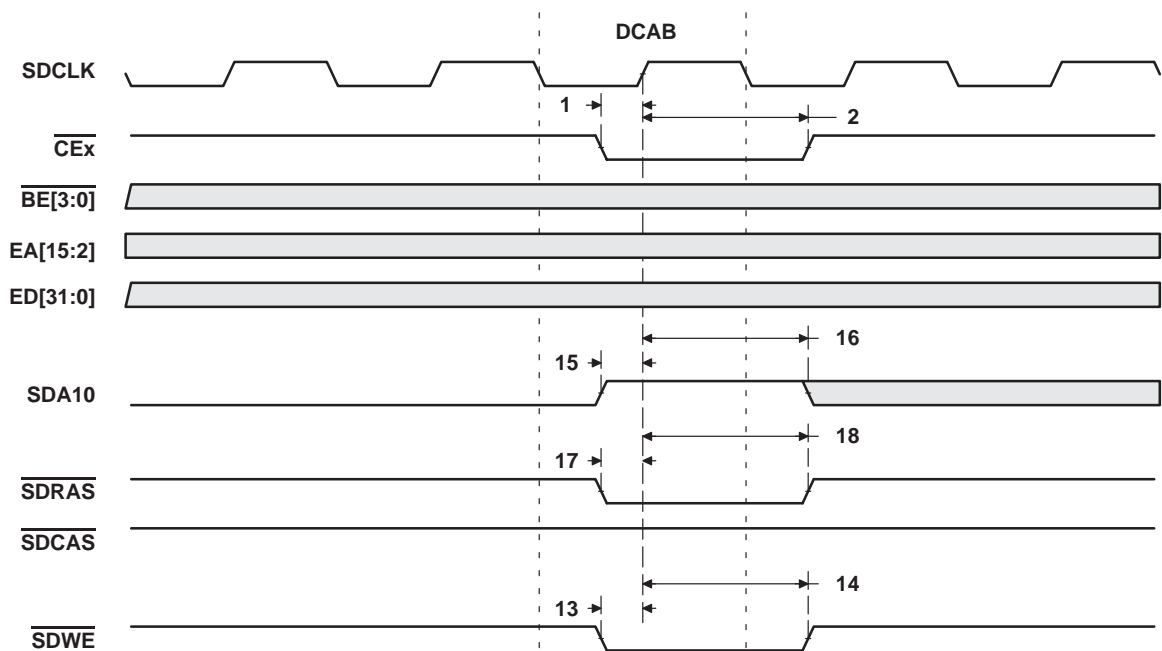 DCAB
SDCLK
1
2
CEx
BE[3:0]
EA[15:2]
ED[31:0]
16
15
SDA10
18
17
SDRAS
SDCAS
14
13
SDWE